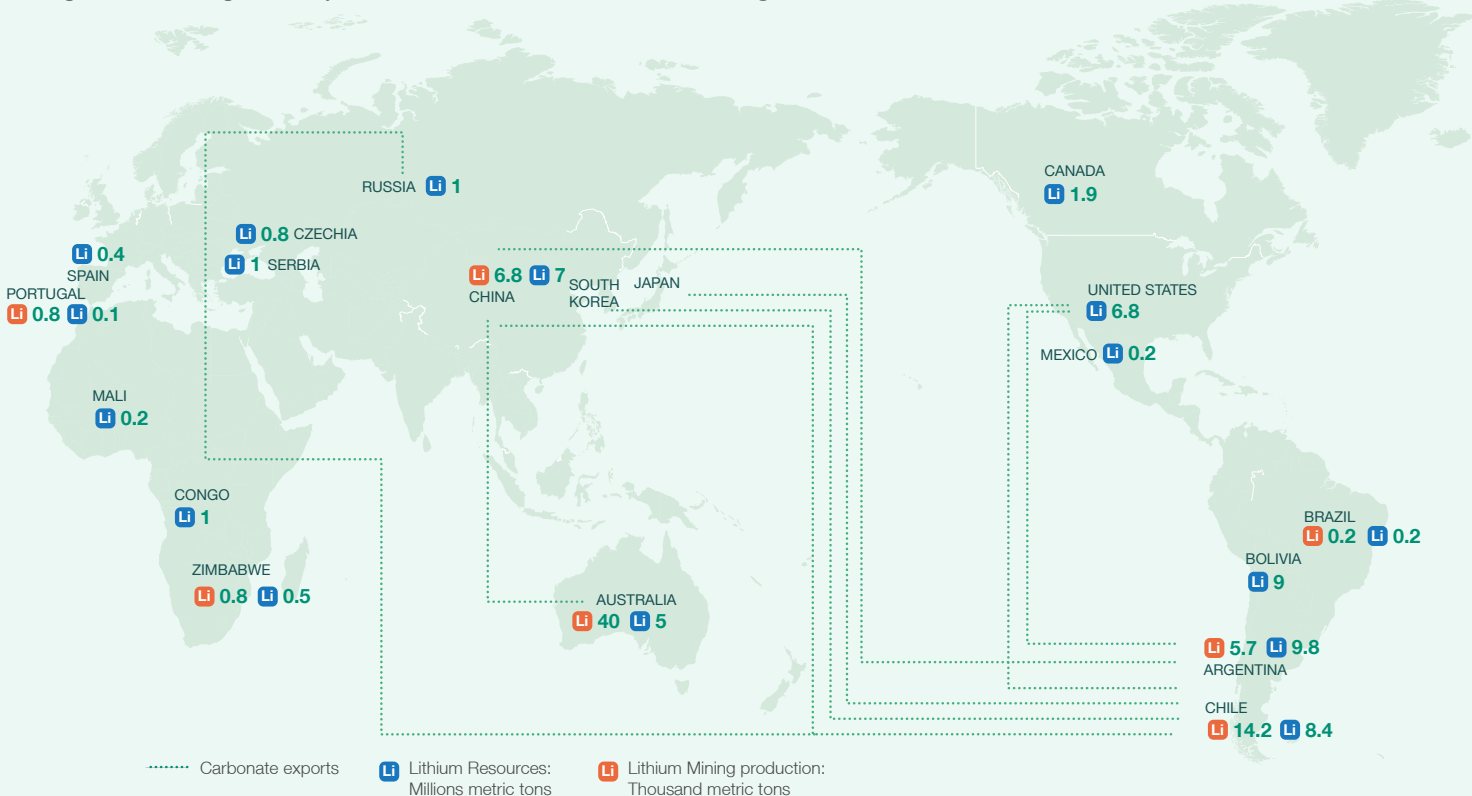 RUSSIA Li 1
CANADA
Li 1.9
Li 0.8 CZECHIA
Li 1 SERBIA
Li 0.4
SPAIN
PORTUGAL
Li 0.8 Li 0.1
Li 6.8 Li 7
CHINA
SOUTH
KOREA
JAPAN
UNITED STATES
Li 6.8
MEXICO Li 0.2
MALI
Li 0.2
CONGO
Li 1
ZIMBABWE
Li 0.8 Li 0.5
AUSTRALIA
Li 40 Li 5
BRAZIL
Li 0.2 Li 0.2
BOLIVIA
Li 9
Li 5.7 Li 9.8
ARGENTINA
CHILE
Li 14.2 Li 8.4
Carbonate exports
Li Lithium Resources:
Millions metric tons
Li Lithium Mining production:
Thousand metric tons